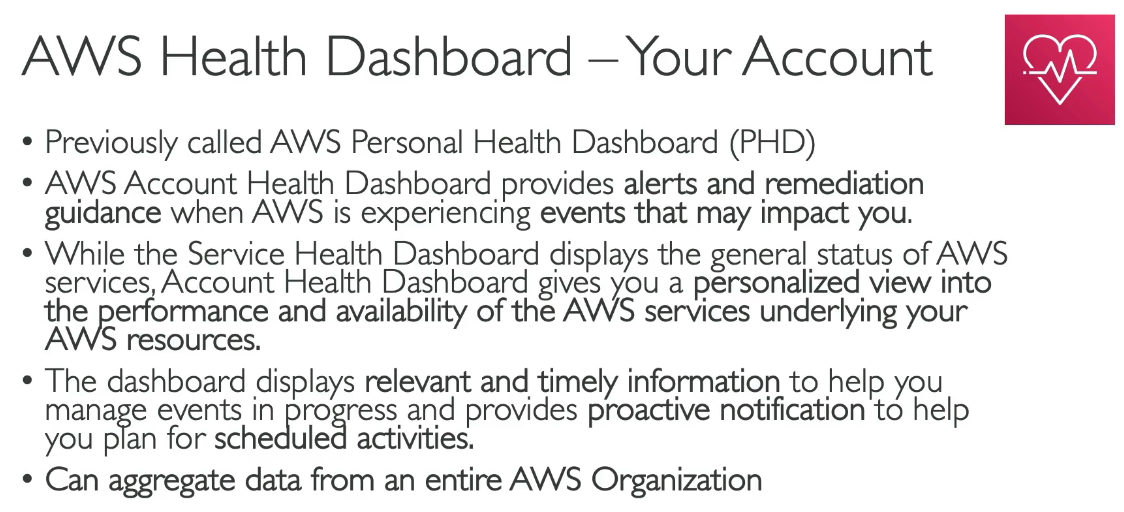 AWS Health Dashboard – Your Account
• Previously called AWS Personal Health Dashboard (PHD)
• AWS Account Health Dashboard provides alerts and remediation
guidance when AWS is experiencing events that may impact you.
• While the Service Health Dashboard displays the general status of AWS
services, Account Health Dashboard gives you a personalized view into
the performance and availability of the AWS services underlying your
AWS resources.
• The dashboard displays relevant and timely information to help you
manage events in progress and provides proactive notification to help
you plan for scheduled activities.
• Can aggregate data from an entire AWS Organization